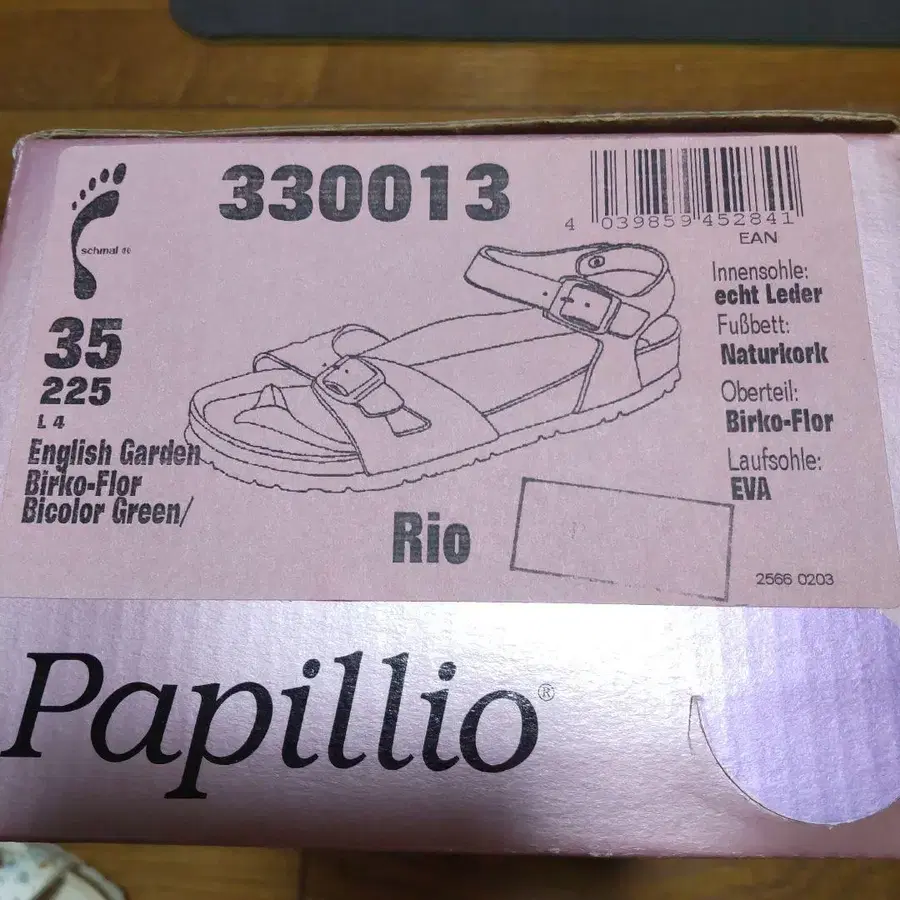 330013
4 039859 452841
EAN
schmal
35
225
L 4
English Garden
Birko-Flor
Bicolor Green/
Innensohle:
echt Leder
Fußbett:
Naturkork
Oberteil:
Birko-Flor
Laufsohle:
EVA
Rio
2566 0203
Papillio®